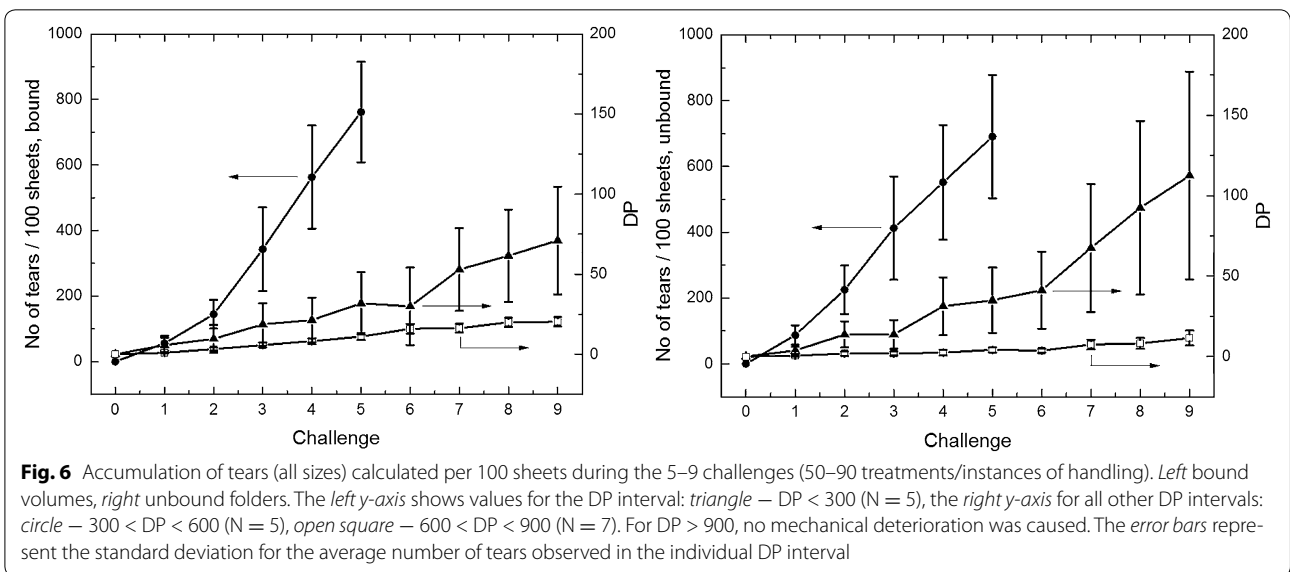 1000
800
600
400
200
0
No of tears / 100 sheets, bound
200
150
100
50
0
DP
0 1 2 3 4 5 6 7 8 9
Challenge
1000
800
600
400
200
0
No of tears / 100 sheets, unbound
200
150
100
50
0
DP
0 1 2 3 4 5 6 7 8 9
Challenge
Fig. 6 Accumulation of tears (all sizes) calculated per 100 sheets during the 5–9 challenges (50–90 treatments/instances of handling). Left bound
volumes, right unbound folders. The left y-axis shows values for the DP interval: triangle − DP < 300 (N = 5), the right y-axis for all other DP intervals:
circle − 300 < DP < 600 (N = 5), open square − 600 < DP < 900 (N = 7). For DP > 900, no mechanical deterioration was caused. The error bars repre-
sent the standard deviation for the average number of tears observed in the individual DP interval